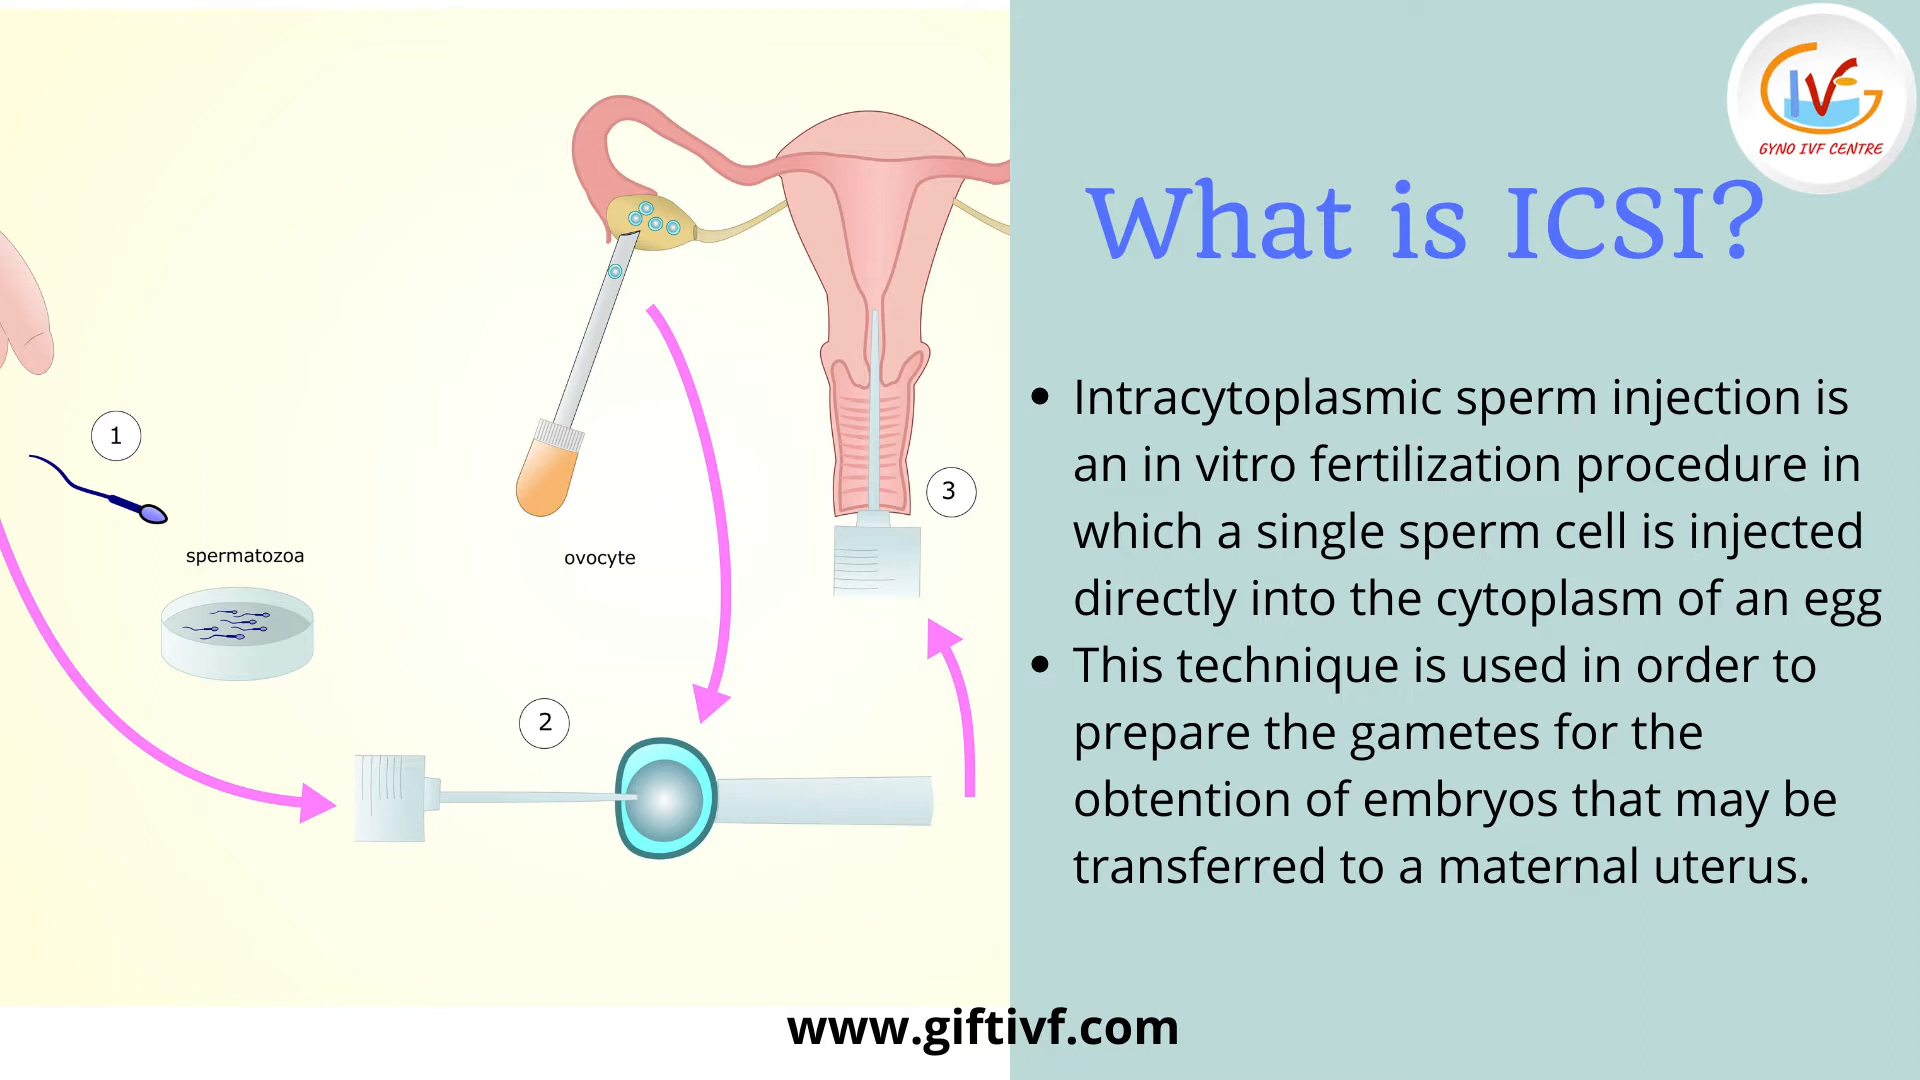 GIVF
GYNO IVF CENTRE
What is ICSI?
1
spermatozoa
ovocyte
3
2
• Intracytoplasmic sperm injection is
an in vitro fertilization procedure in
which a single sperm cell is injected
directly into the cytoplasm of an egg
• This technique is used in order to
prepare the gametes for the
obtention of embryos that may be
transferred to a maternal uterus.
www.giftivf.com